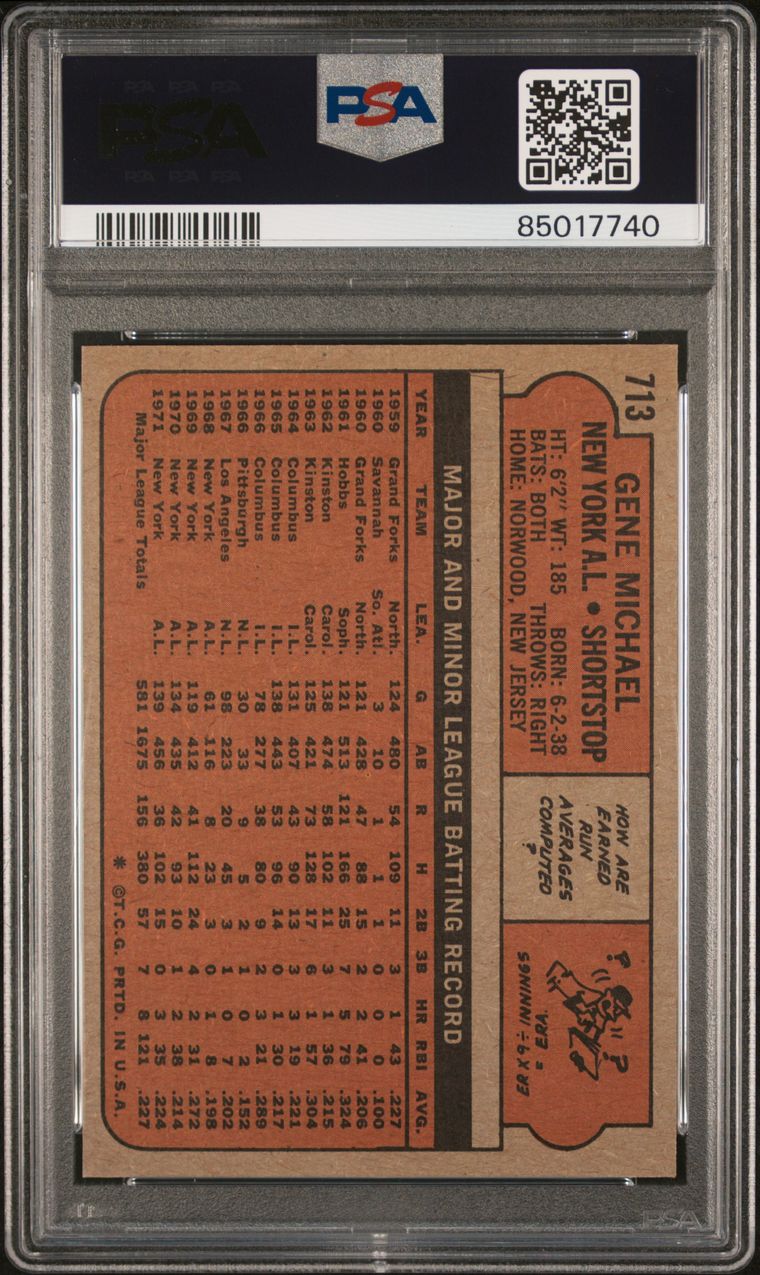 PSA
85017740
713
GENE MICHAEL
NEW YORK A.L. • SHORTSTOP
HT: 6'2" WT: 185 BORN: 6-2-38
BATS: BOTH THROWS: RIGHT
HOME: NORWOOD, NEW JERSEY
HOW ARE
EARNED
RUN
AVERAGES
COMPUTED
?
? ?
ER X 9 ÷ INNINGS
= ERA.
MAJOR AND MINOR LEAGUE BATTING RECORD
YEAR TEAM LEA. G AB R H 2B 3B HR RBI AVG.
1959 Grand Forks North. 124 480 54 109 11 3 1 43 .227
1960 Savannah So. Atl. 3 10 1 1 1 0 0 0 .100
1960 Grand Forks North. 121 428 47 88 15 2 2 41 .206
1961 Hobbs Soph. 121 513 121 166 25 7 5 79 .324
1962 Kinston Carol. 138 474 58 102 11 3 1 36 .215
1963 Kinston Carol. 125 421 73 128 17 6 1 57 .304
1964 Columbus I.L. 131 407 43 90 13 3 3 19 .221
1965 Columbus I.L. 138 443 53 96 14 0 1 30 .217
1966 Columbus I.L. 78 277 38 80 9 2 3 21 .289
1966 Pittsburgh N.L. 30 33 9 5 2 1 0 2 .152
1967 Los Angeles N.L. 98 223 20 45 3 1 0 7 .202
1968 New York A.L. 61 116 8 23 3 0 1 8 .198
1969 New York A.L. 119 412 41 112 24 4 2 31 .272
1970 New York A.L. 134 435 42 93 10 1 2 38 .214
1971 New York A.L. 139 456 36 102 15 0 3 35 .224
Major League Totals 581 1675 156 380 57 7 8 121 .227
* ©T.C.G. PRTD. IN U.S.A.
PSA